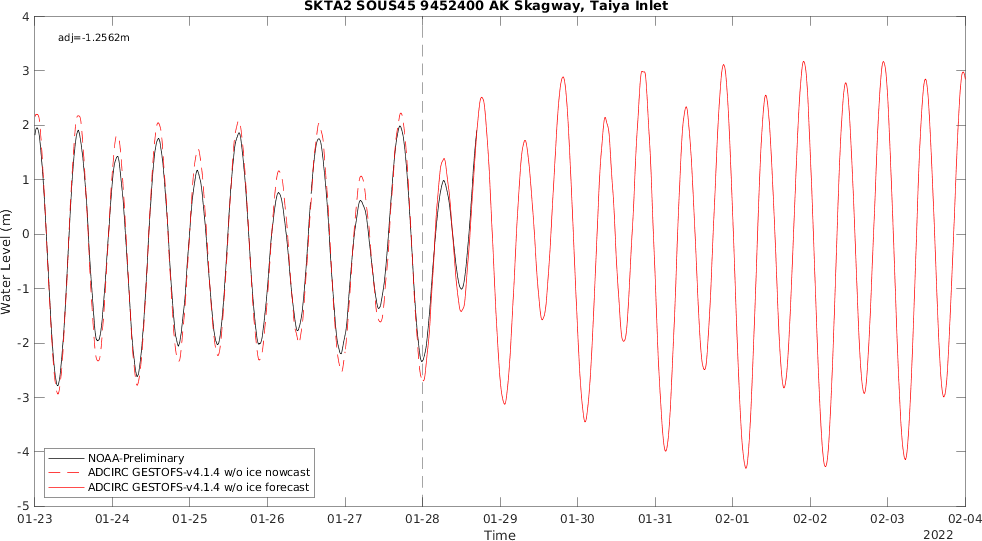 SKTA2 SOUS45 9452400 AK Skagway, Taiya Inlet
adj=-1.2562m
4
3
2
1
0
-1
-2
-3
-4
-5
Water Level (m)
NOAA-Preliminary
ADCIRC GESTOFS-v4.1.4 w/o ice nowcast
ADCIRC GESTOFS-v4.1.4 w/o ice forecast
01-23 01-24 01-25 01-26 01-27 01-28 01-29 01-30 01-31 02-01 02-02 02-03 02-04
Time
2022